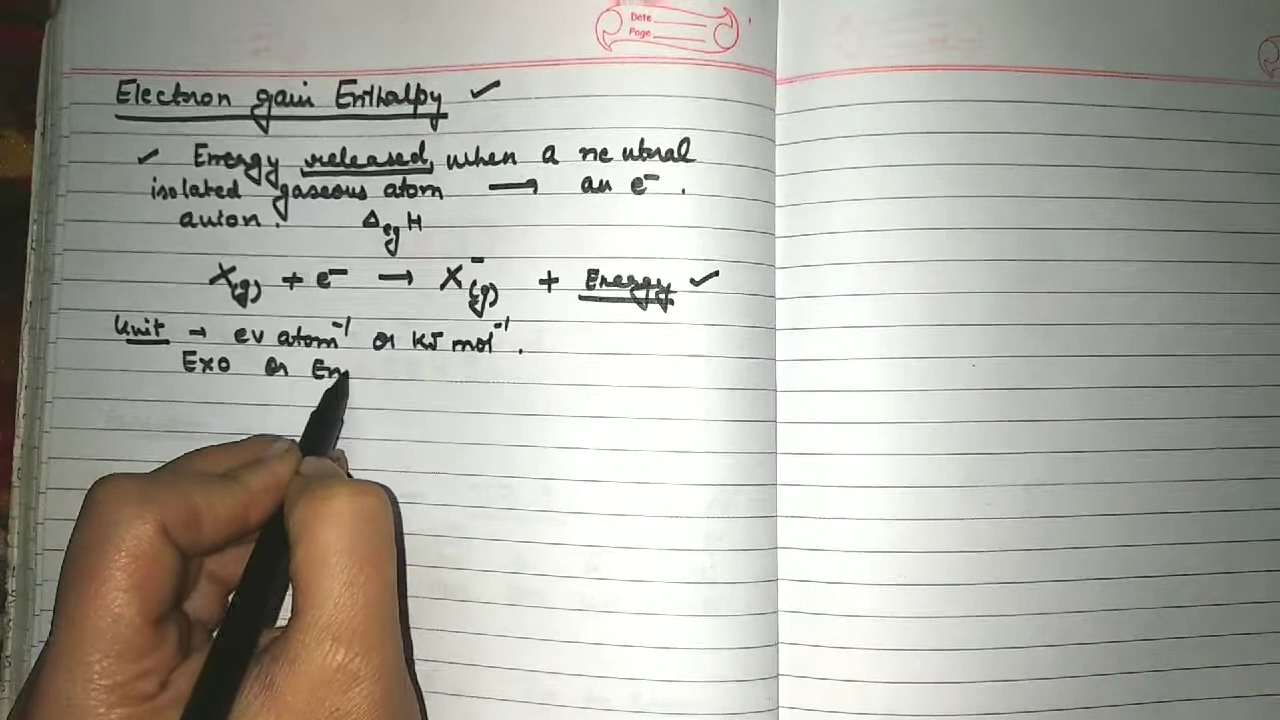 Date
Page
Electron gain Enthalpy ✓
✓ Energy released, when a neutral
isolated gaseous atom → an e⁻.
anion. ΔegH
X(g) + e⁻ → X⁻(g) + Energy ✓
Unit → ev atom⁻¹ or KJ mol⁻¹.
Exo or En